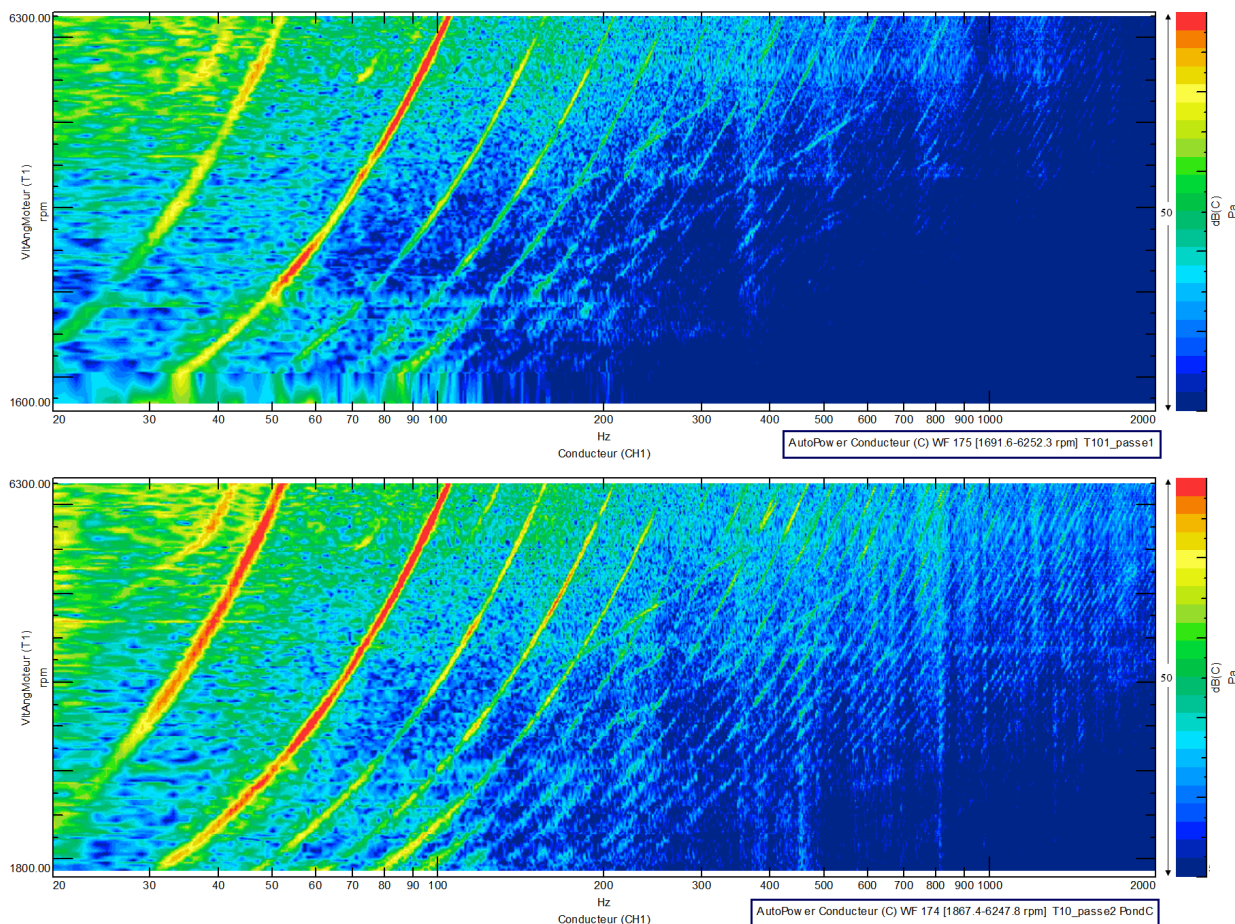 6300.00
VltAngMoteur (T1)
rpm
1600.00
20 30 40 50 60 70 80 90 100 200 300 400 500 600 700 800 900 1000 2000
Hz
Conducteur (CH1)
50
dB(C)
Pa
AutoPower Conducteur (C) WF 175 [1691.6-6252.3 rpm] T101_passe1
6300.00
VltAngMoteur (T1)
rpm
1800.00
20 30 40 50 60 70 80 90 100 200 300 400 500 600 700 800 900 1000 2000
Hz
Conducteur (CH1)
50
dB(C)
Pa
AutoPower Conducteur (C) WF 174 [1867.4-6247.8 rpm] T10_passe2 PondC